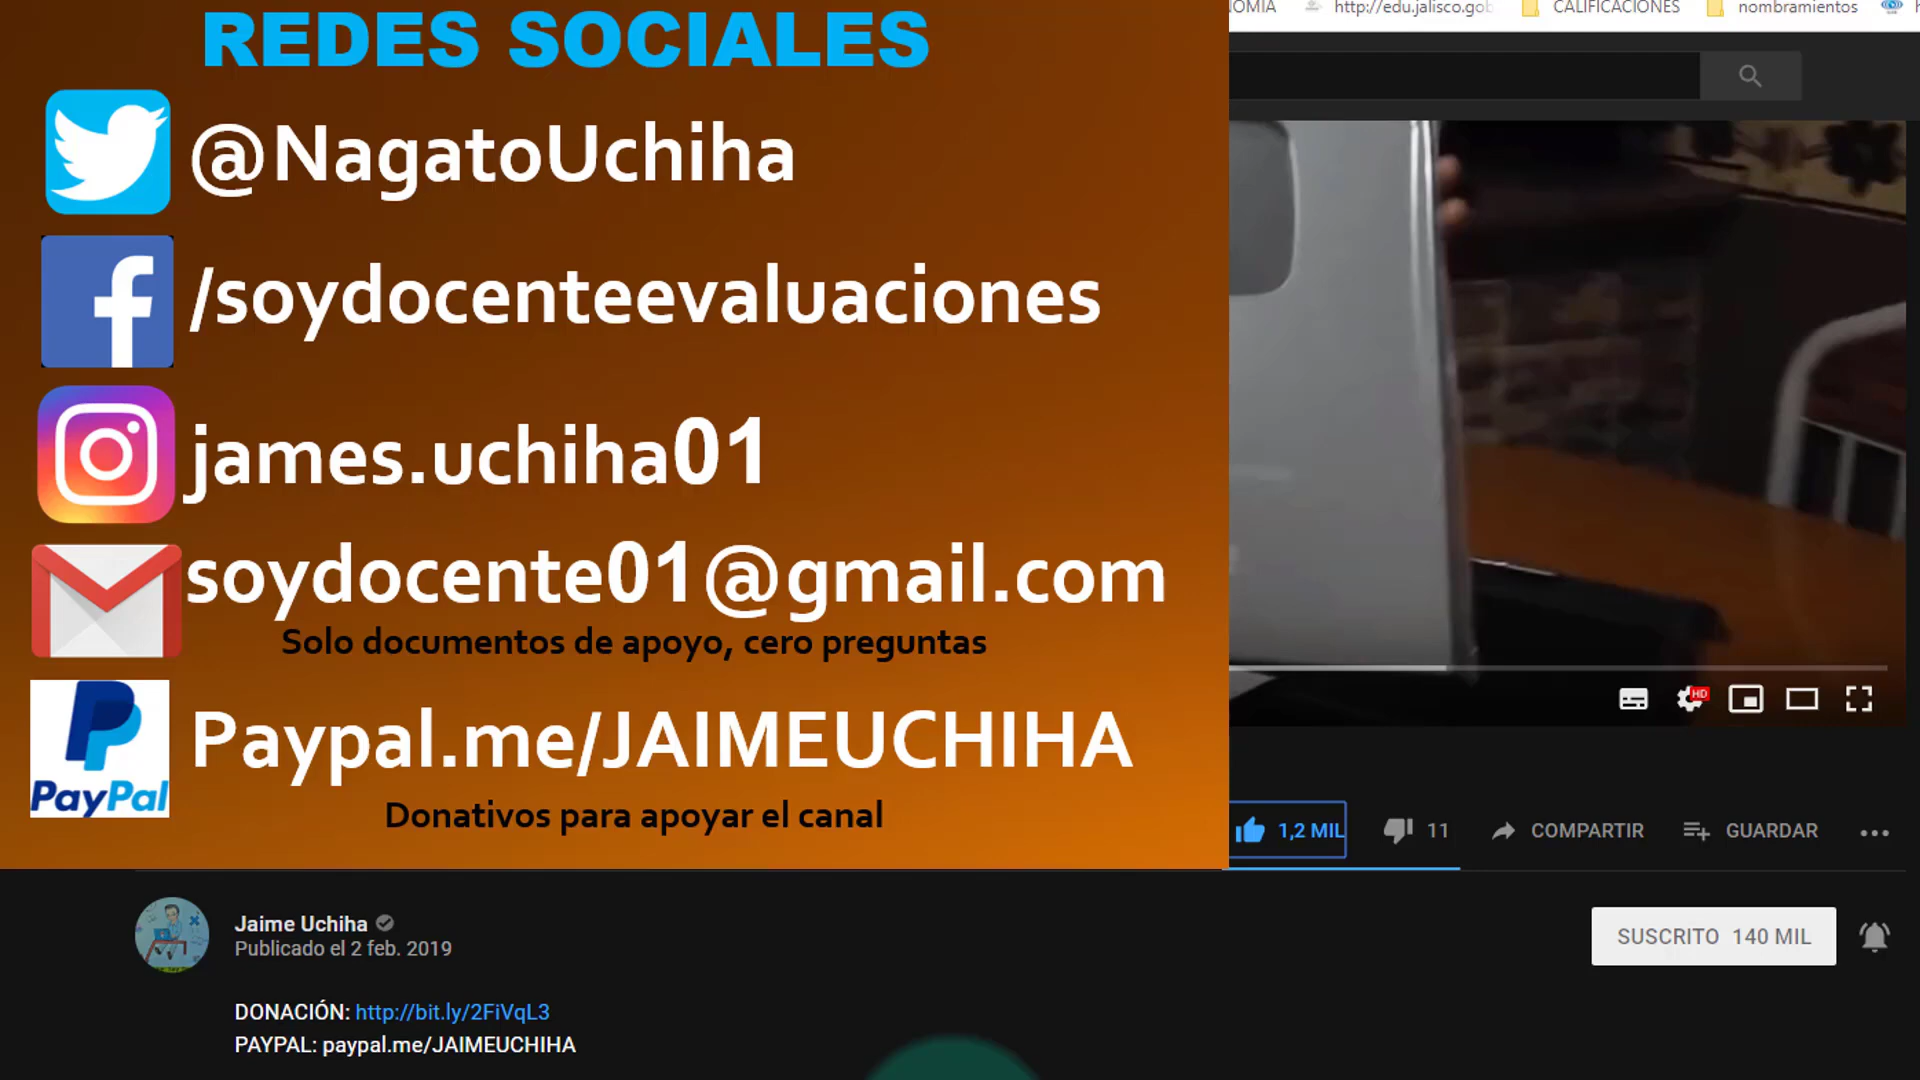 REDES SOCIALES
@NagatoUchiha
/soydocenteevaluaciones
james.uchiha01
soydocente01@gmail.com
Solo documentos de apoyo, cero preguntas
PayPal
Paypal.me/JAIMEUCHIHA
Donativos para apoyar el canal
OMIA
http://edu.jalisco.gob
CALIFICACIONES
nombramientos
HD
1,2 MIL
11
COMPARTIR
GUARDAR
Jaime Uchiha
Publicado el 2 feb. 2019
SUSCRITO 140 MIL
DONACIÓN: http://bit.ly/2FiVqL3
PAYPAL: paypal.me/JAIMEUCHIHA